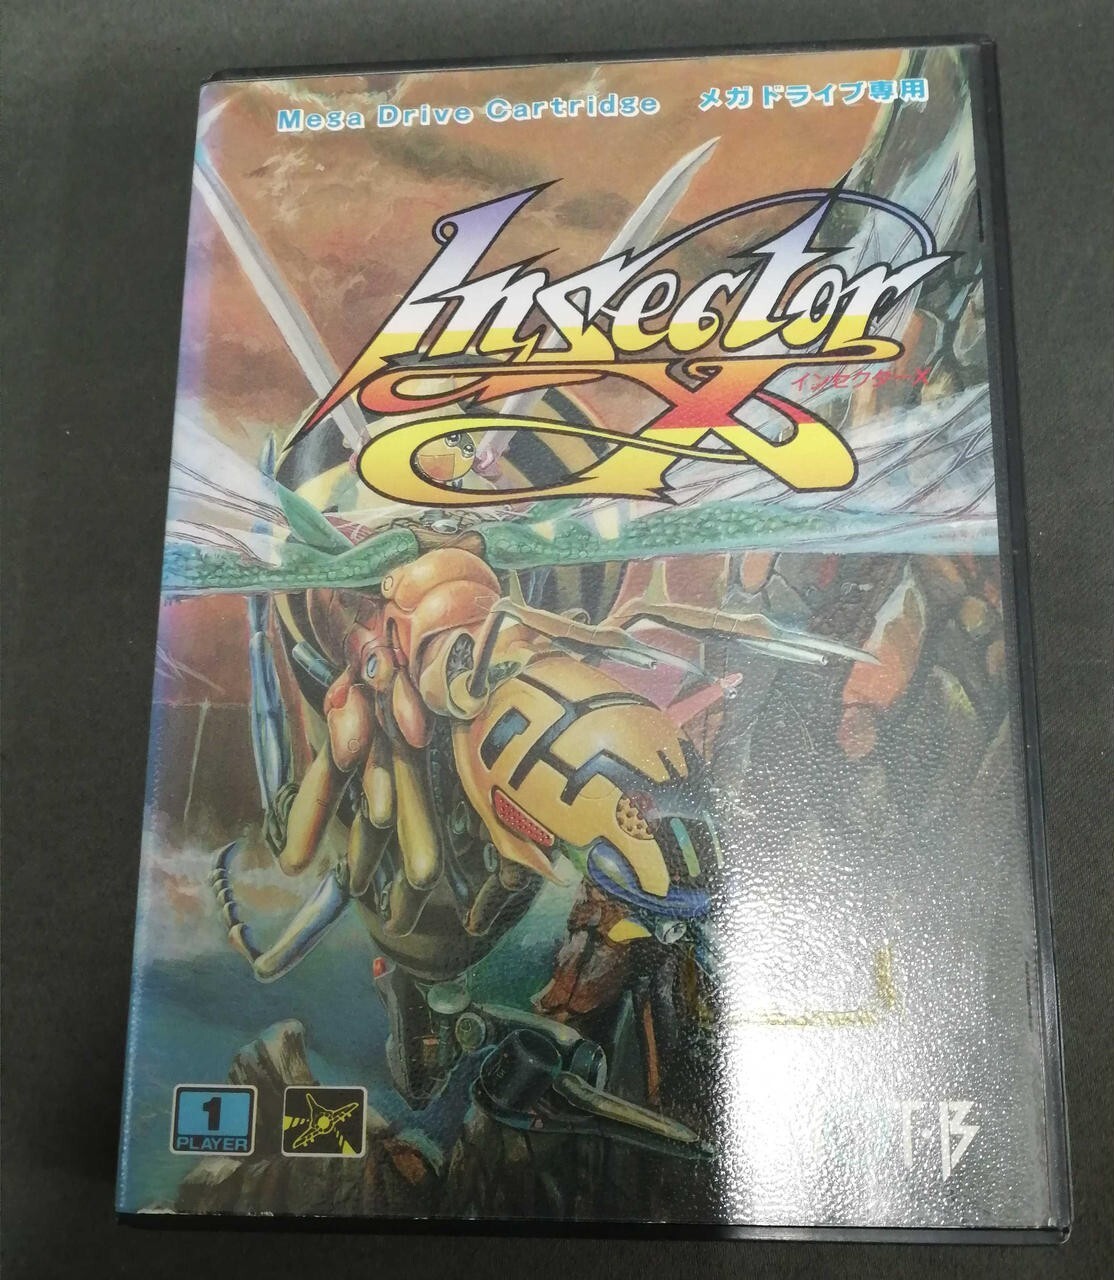 Mega Drive Cartridge メガドライブ専用
Insector
X
インセクターX
1
PLAYER